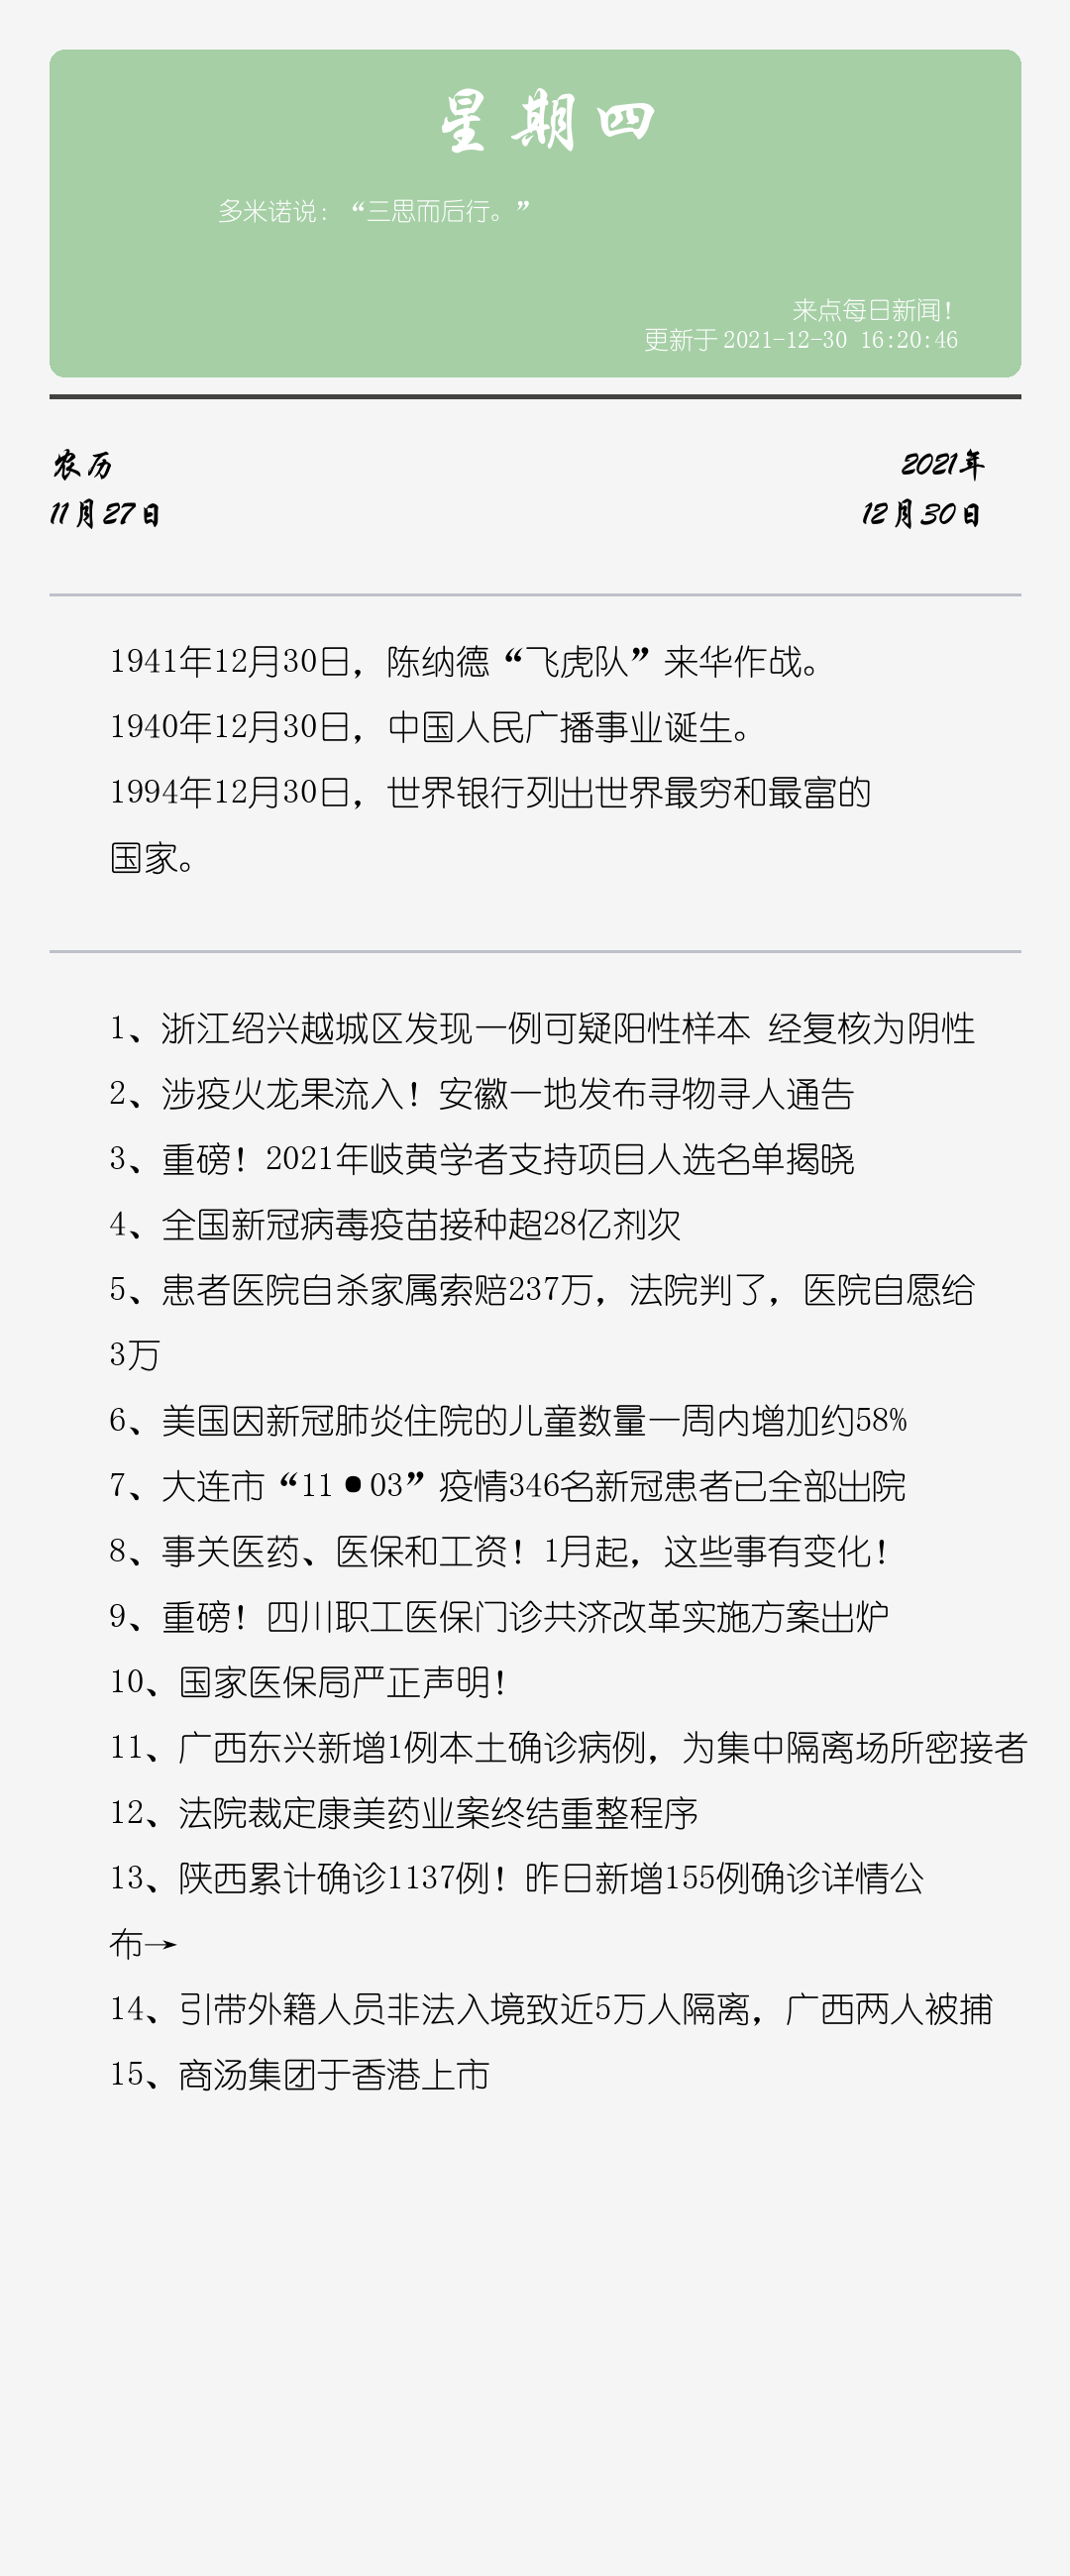 星期四
多米诺说：“三思而后行。”
来点每日新闻！
更新于 2021-12-30 16:20:46
农历
2021年
11月27日
12月30日
1941年12月30日，陈纳德“飞虎队”来华作战。
1940年12月30日，中国人民广播事业诞生。
1994年12月30日，世界银行列出世界最穷和最富的
国家。
1、浙江绍兴越城区发现一例可疑阳性样本 经复核为阴性
2、涉疫火龙果流入！安徽一地发布寻物寻人通告
3、重磅！2021年岐黄学者支持项目人选名单揭晓
4、全国新冠病毒疫苗接种超28亿剂次
5、患者医院自杀家属索赔237万，法院判了，医院自愿给
3万
6、美国因新冠肺炎住院的儿童数量一周内增加约58%
7、大连市“11•03”疫情346名新冠患者已全部出院
8、事关医药、医保和工资！1月起，这些事有变化！
9、重磅！四川职工医保门诊共济改革实施方案出炉
10、国家医保局严正声明！
11、广西东兴新增1例本土确诊病例，为集中隔离场所密接者
12、法院裁定康美药业案终结重整程序
13、陕西累计确诊1137例！昨日新增155例确诊详情公
布→
14、引带外籍人员非法入境致近5万人隔离，广西两人被捕
15、商汤集团于香港上市